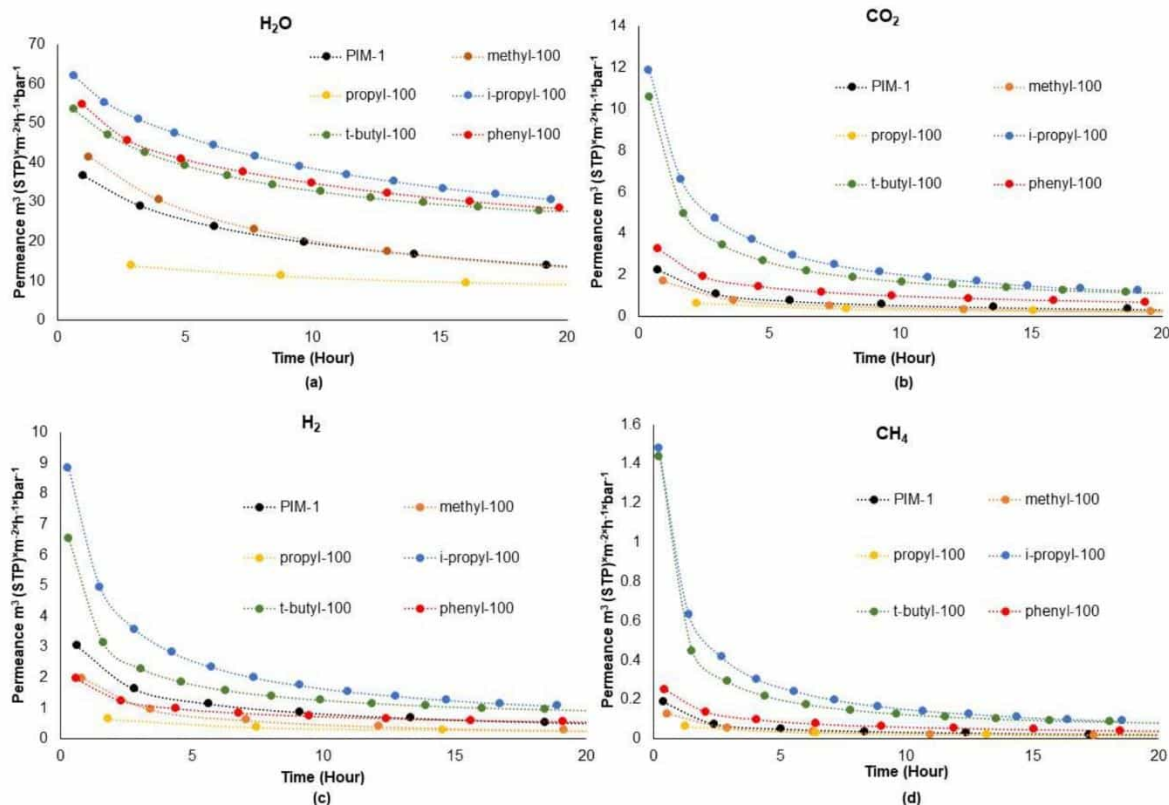 H₂O
Permeance m³ (STP)*m⁻²*h⁻¹*bar⁻¹
70
60
50
40
30
20
10
0
PIM-1
methyl-100
propyl-100
i-propyl-100
t-butyl-100
phenyl-100
0 5 10 15 20
Time (Hour)
(a)
CO₂
Permeance m³ (STP)*m⁻²*h⁻¹*bar⁻¹
14
12
10
8
6
4
2
0
PIM-1
methyl-100
propyl-100
i-propyl-100
t-butyl-100
phenyl-100
0 5 10 15 20
Time (Hour)
(b)
H₂
Permeance m³ (STP)*m⁻²*h⁻¹*bar⁻¹
10
9
8
7
6
5
4
3
2
1
0
PIM-1
methyl-100
propyl-100
i-propyl-100
t-butyl-100
phenyl-100
0 5 10 15 20
Time (Hour)
(c)
CH₄
Permeance m³ (STP)*m⁻²*h⁻¹*bar⁻¹
1.6
1.4
1.2
1
0.8
0.6
0.4
0.2
0
PIM-1
methyl-100
propyl-100
i-propyl-100
t-butyl-100
phenyl-100
0 5 10 15 20
Time (Hour)
(d)